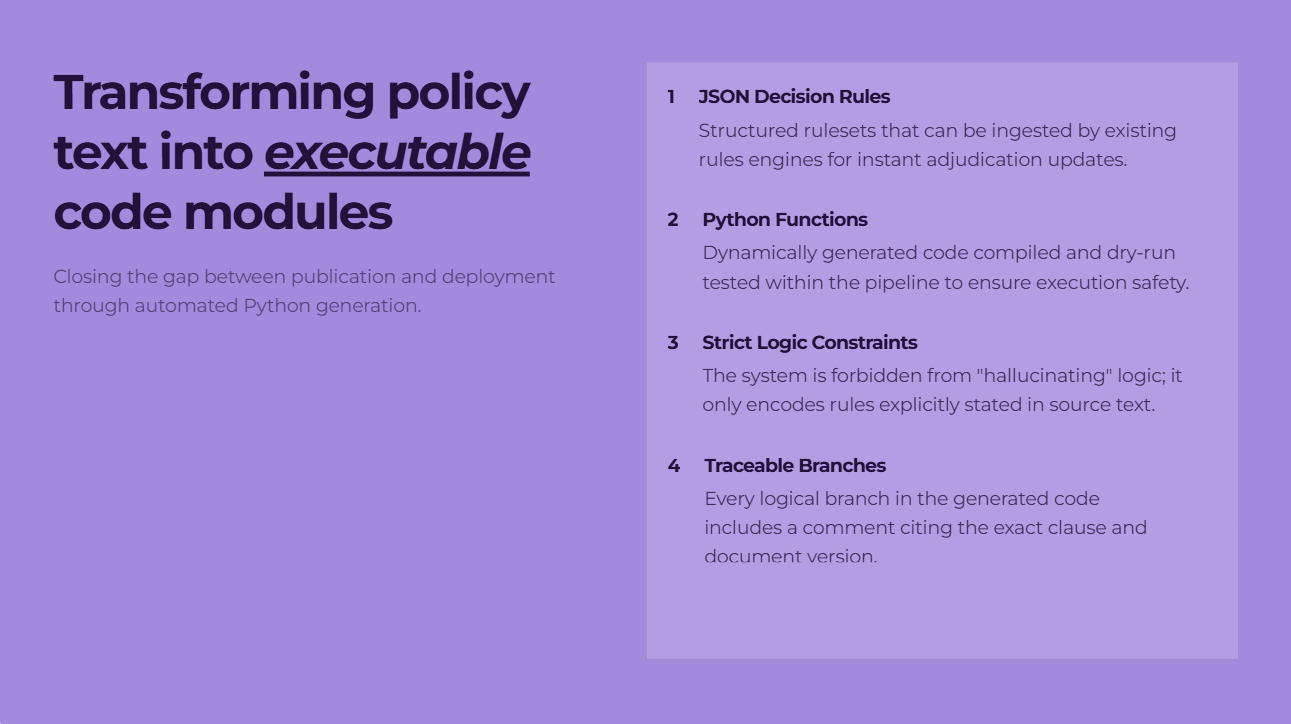 Transforming policy
text into executable
code modules
Closing the gap between publication and deployment
through automated Python generation.
1 JSON Decision Rules
Structured rulesets that can be ingested by existing
rules engines for instant adjudication updates.
2 Python Functions
Dynamically generated code compiled and dry-run
tested within the pipeline to ensure execution safety.
3 Strict Logic Constraints
The system is forbidden from "hallucinating" logic; it
only encodes rules explicitly stated in source text.
4 Traceable Branches
Every logical branch in the generated code
includes a comment citing the exact clause and
document version.